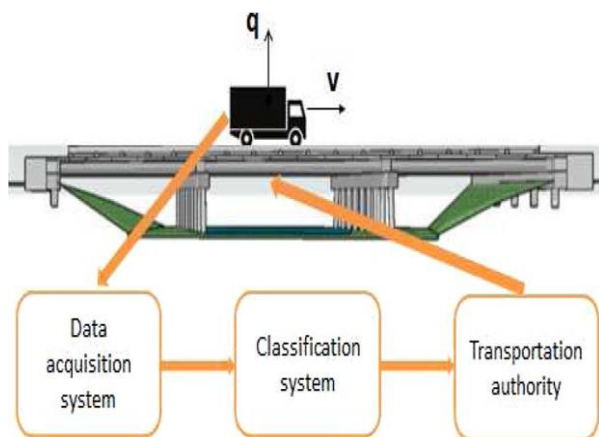 q
v
Data
acquisition
system
Classification
system
Transportation
authority